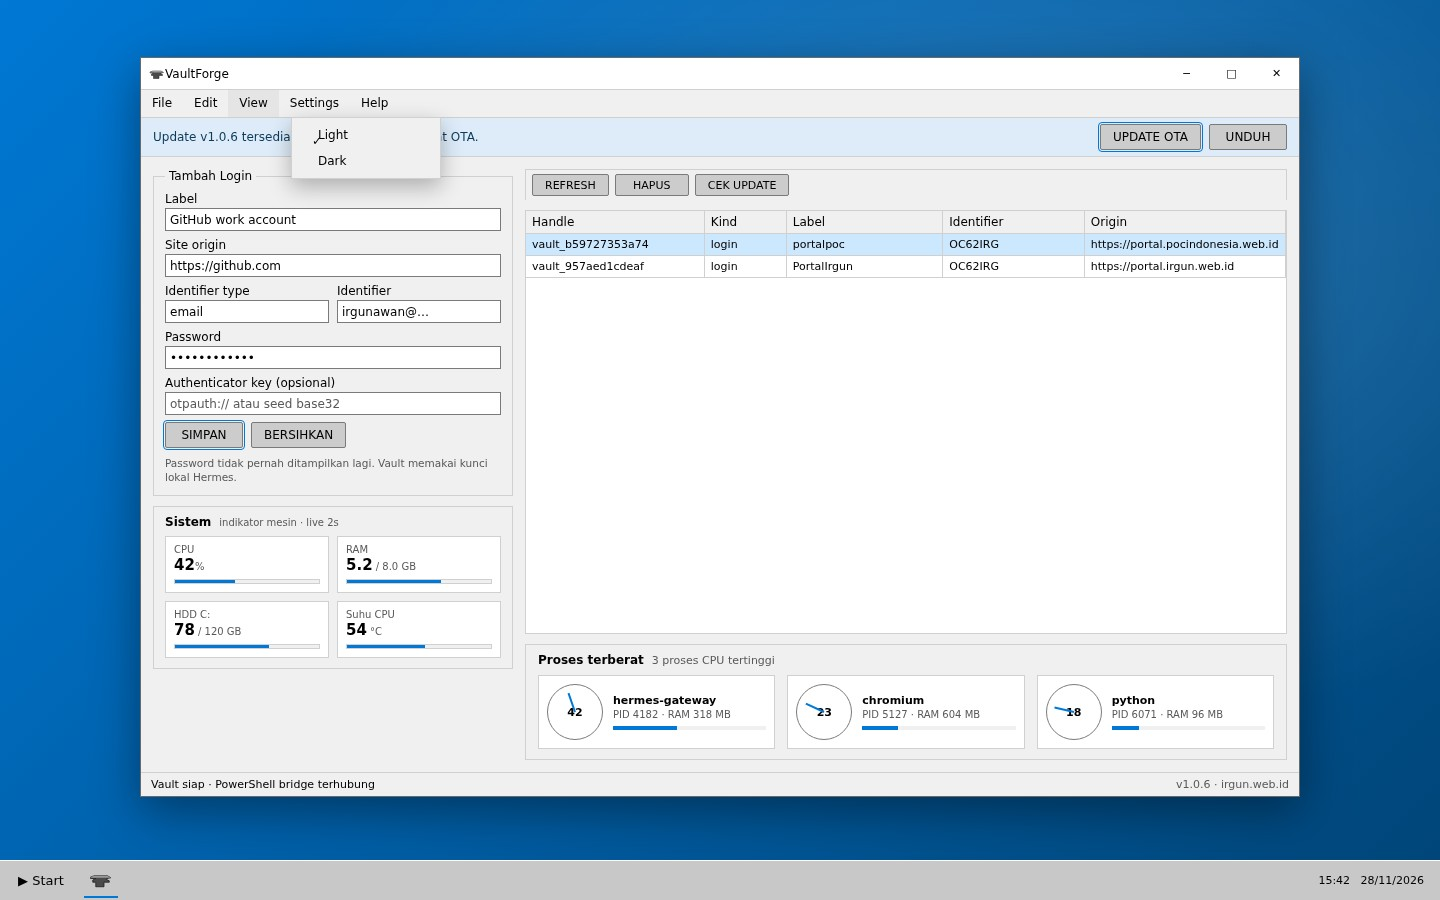 VaultForge
File Edit View Settings Help
Update v1.0.6 tersedia t OTA.
UPDATE OTA UNDUH
✓ Light
Dark
Tambah Login
Label
GitHub work account
Site origin
https://github.com
Identifier type Identifier
email irgunawan@...
Password
••••••••••••
Authenticator key (opsional)
otpauth:// atau seed base32
SIMPAN BERSIHKAN
Password tidak pernah ditampilkan lagi. Vault memakai kunci
lokal Hermes.
Sistem indikator mesin · live 2s
CPU
42%
RAM
5.2 / 8.0 GB
HDD C:
78 / 120 GB
Suhu CPU
54 °C
REFRESH HAPUS CEK UPDATE
Handle Kind Label Identifier Origin
vault_b59727353a74 login portalpoc OC62IRG https://portal.pocindonesia.web.id
vault_957aed1cdeaf login PortalIrgun OC62IRG https://portal.irgun.web.id
Proses terberat 3 proses CPU tertinggi
42
hermes-gateway
PID 4182 · RAM 318 MB
23
chromium
PID 5127 · RAM 604 MB
18
python
PID 6071 · RAM 96 MB
Vault siap · PowerShell bridge terhubung v1.0.6 · irgun.web.id
▶ Start 15:42 28/11/2026